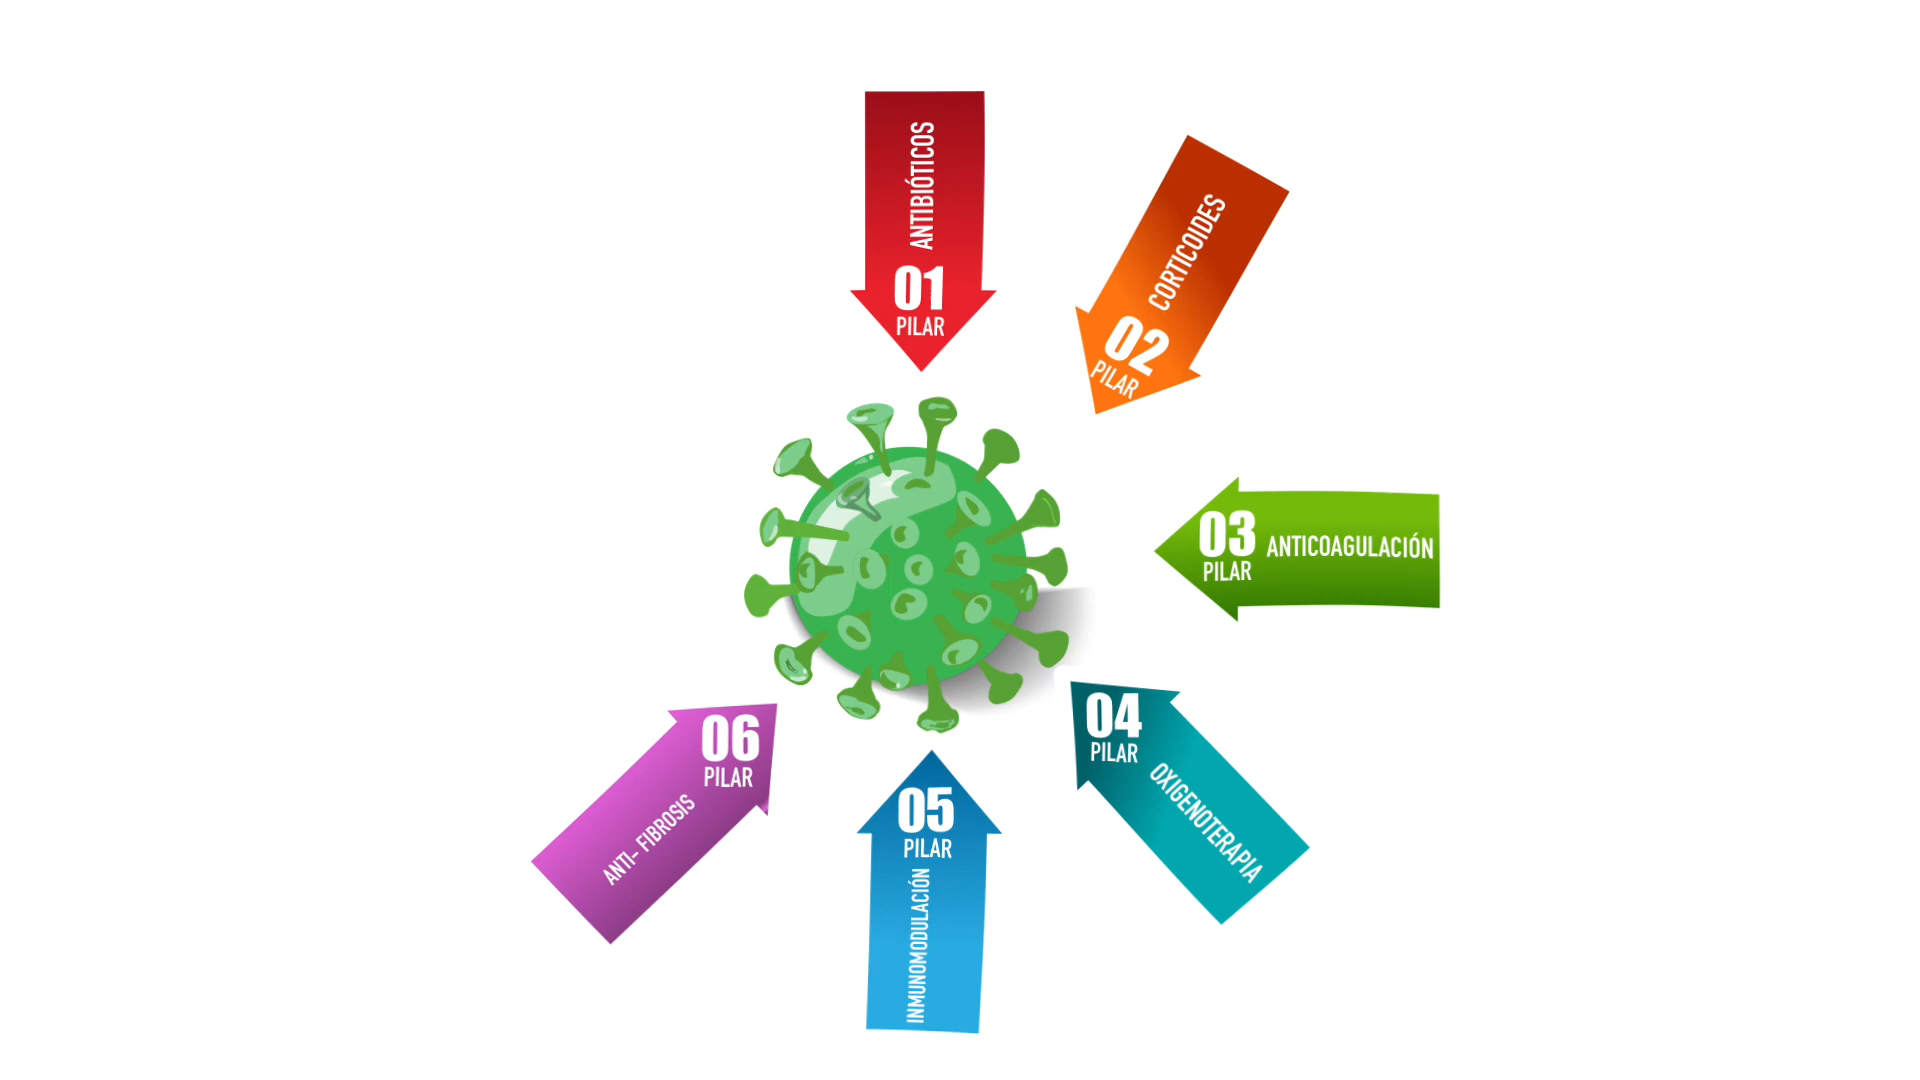 ANTIBIÓTICOS
01
PILAR
CORTICOIDES
02
PILAR
03
PILAR
ANTICOAGULACIÓN
04
PILAR
OXIGENOTERAPIA
05
PILAR
INMUNOMODULACIÓN
06
PILAR
ANTI- FIBROSIS